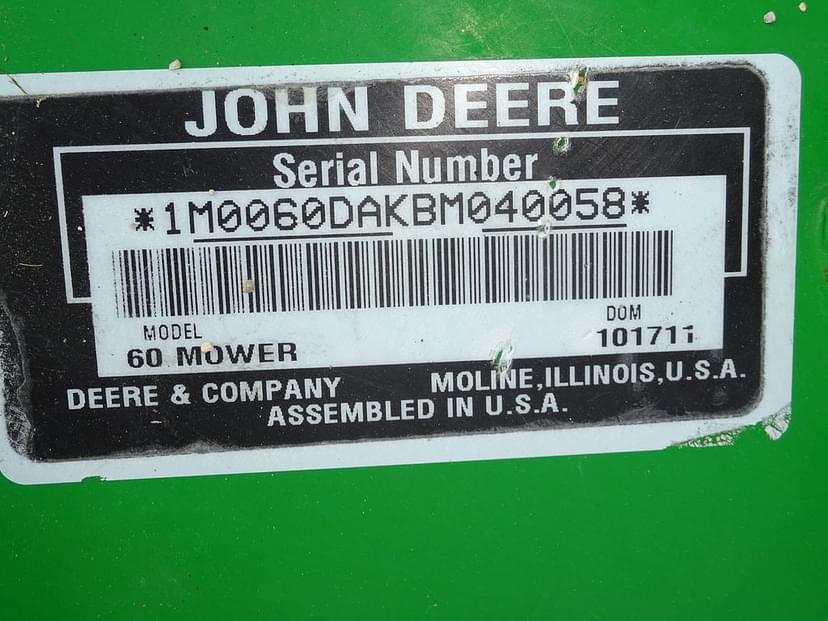 JOHN DEERE
Serial Number
*1M0060DAKBM040058*
MODEL
60 MOWER
DOM
101711
DEERE & COMPANY
MOLINE,ILLINOIS,U.S.A.
ASSEMBLED IN U.S.A.